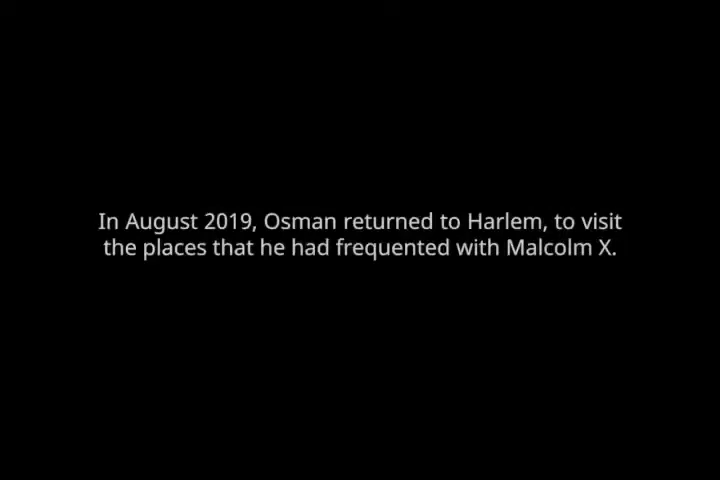 In August 2019, Osman returned to Harlem, to visit
the places that he had frequented with Malcolm X.